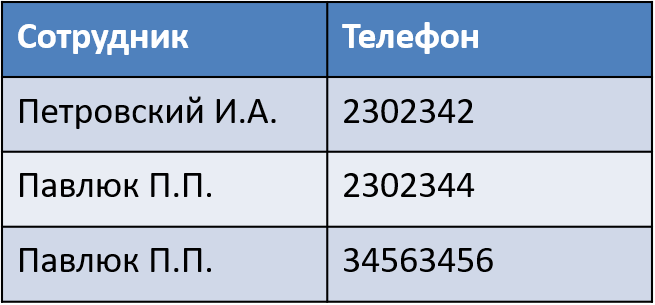 Сотрудник Телефон
Петровский И.А. 2302342
Павлюк П.П. 2302344
Павлюк П.П. 34563456